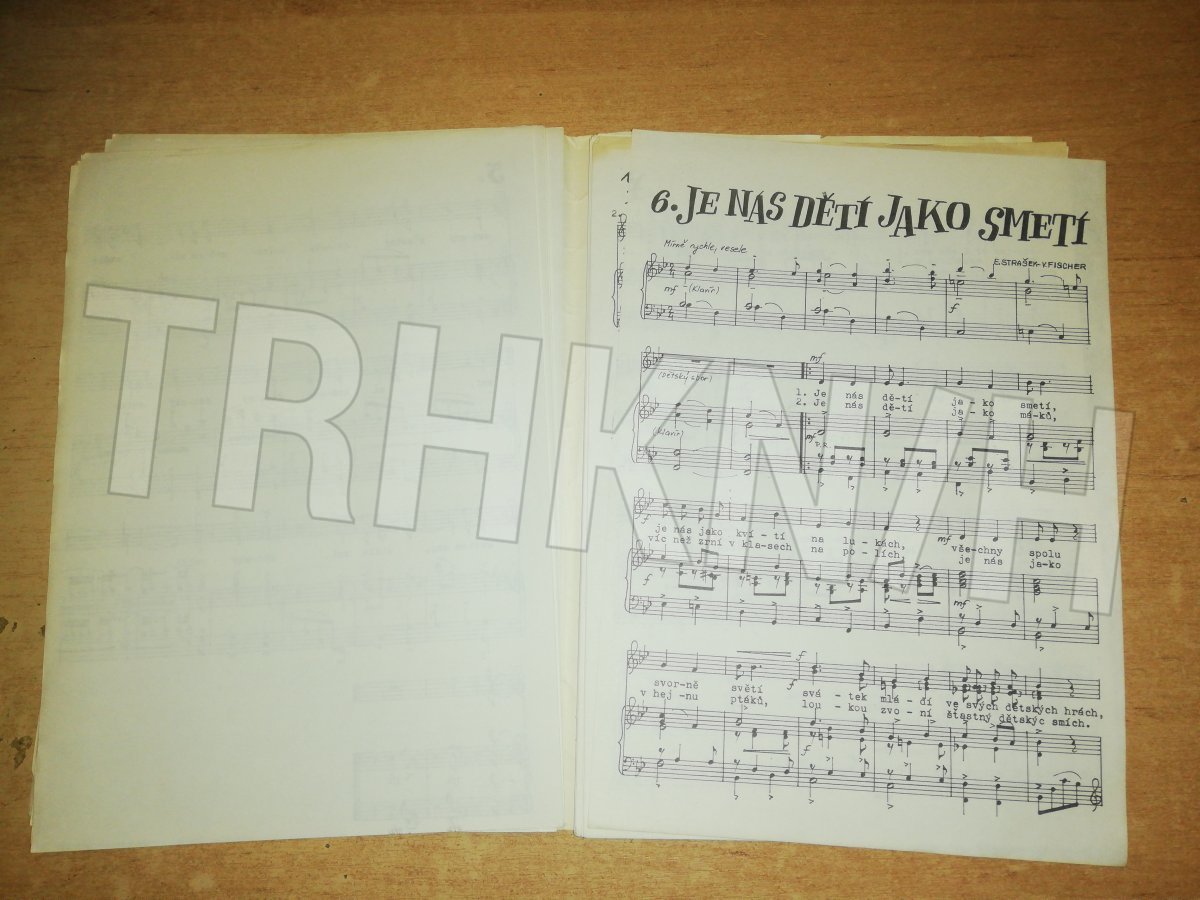 1
6. JE NÁS DĚTÍ JAKO SMETÍ
Mírně rychle, vesele
E. STRAŠEK-V. FISCHER
mf (Klavír)
f
mf
(Dětský sbor)
1. Je nás dě-tí ja - ko smetí,
2. Je nás dě-tí ja - ko má-ků,
(Klavír)
mf P.R.
f mf
je nás jako kví - tí na lu - kách, vše-chny spolu
víc než zrní v kla-sech na po - lích, je nás ja-ko
f mf
f
svor-ně světí svá - tek mlá - dí ve svých dětských hrách,
v hej -nu ptáků, lou - kou zvo - ní šťastný dětskýc smích.
f
TRHKNIH